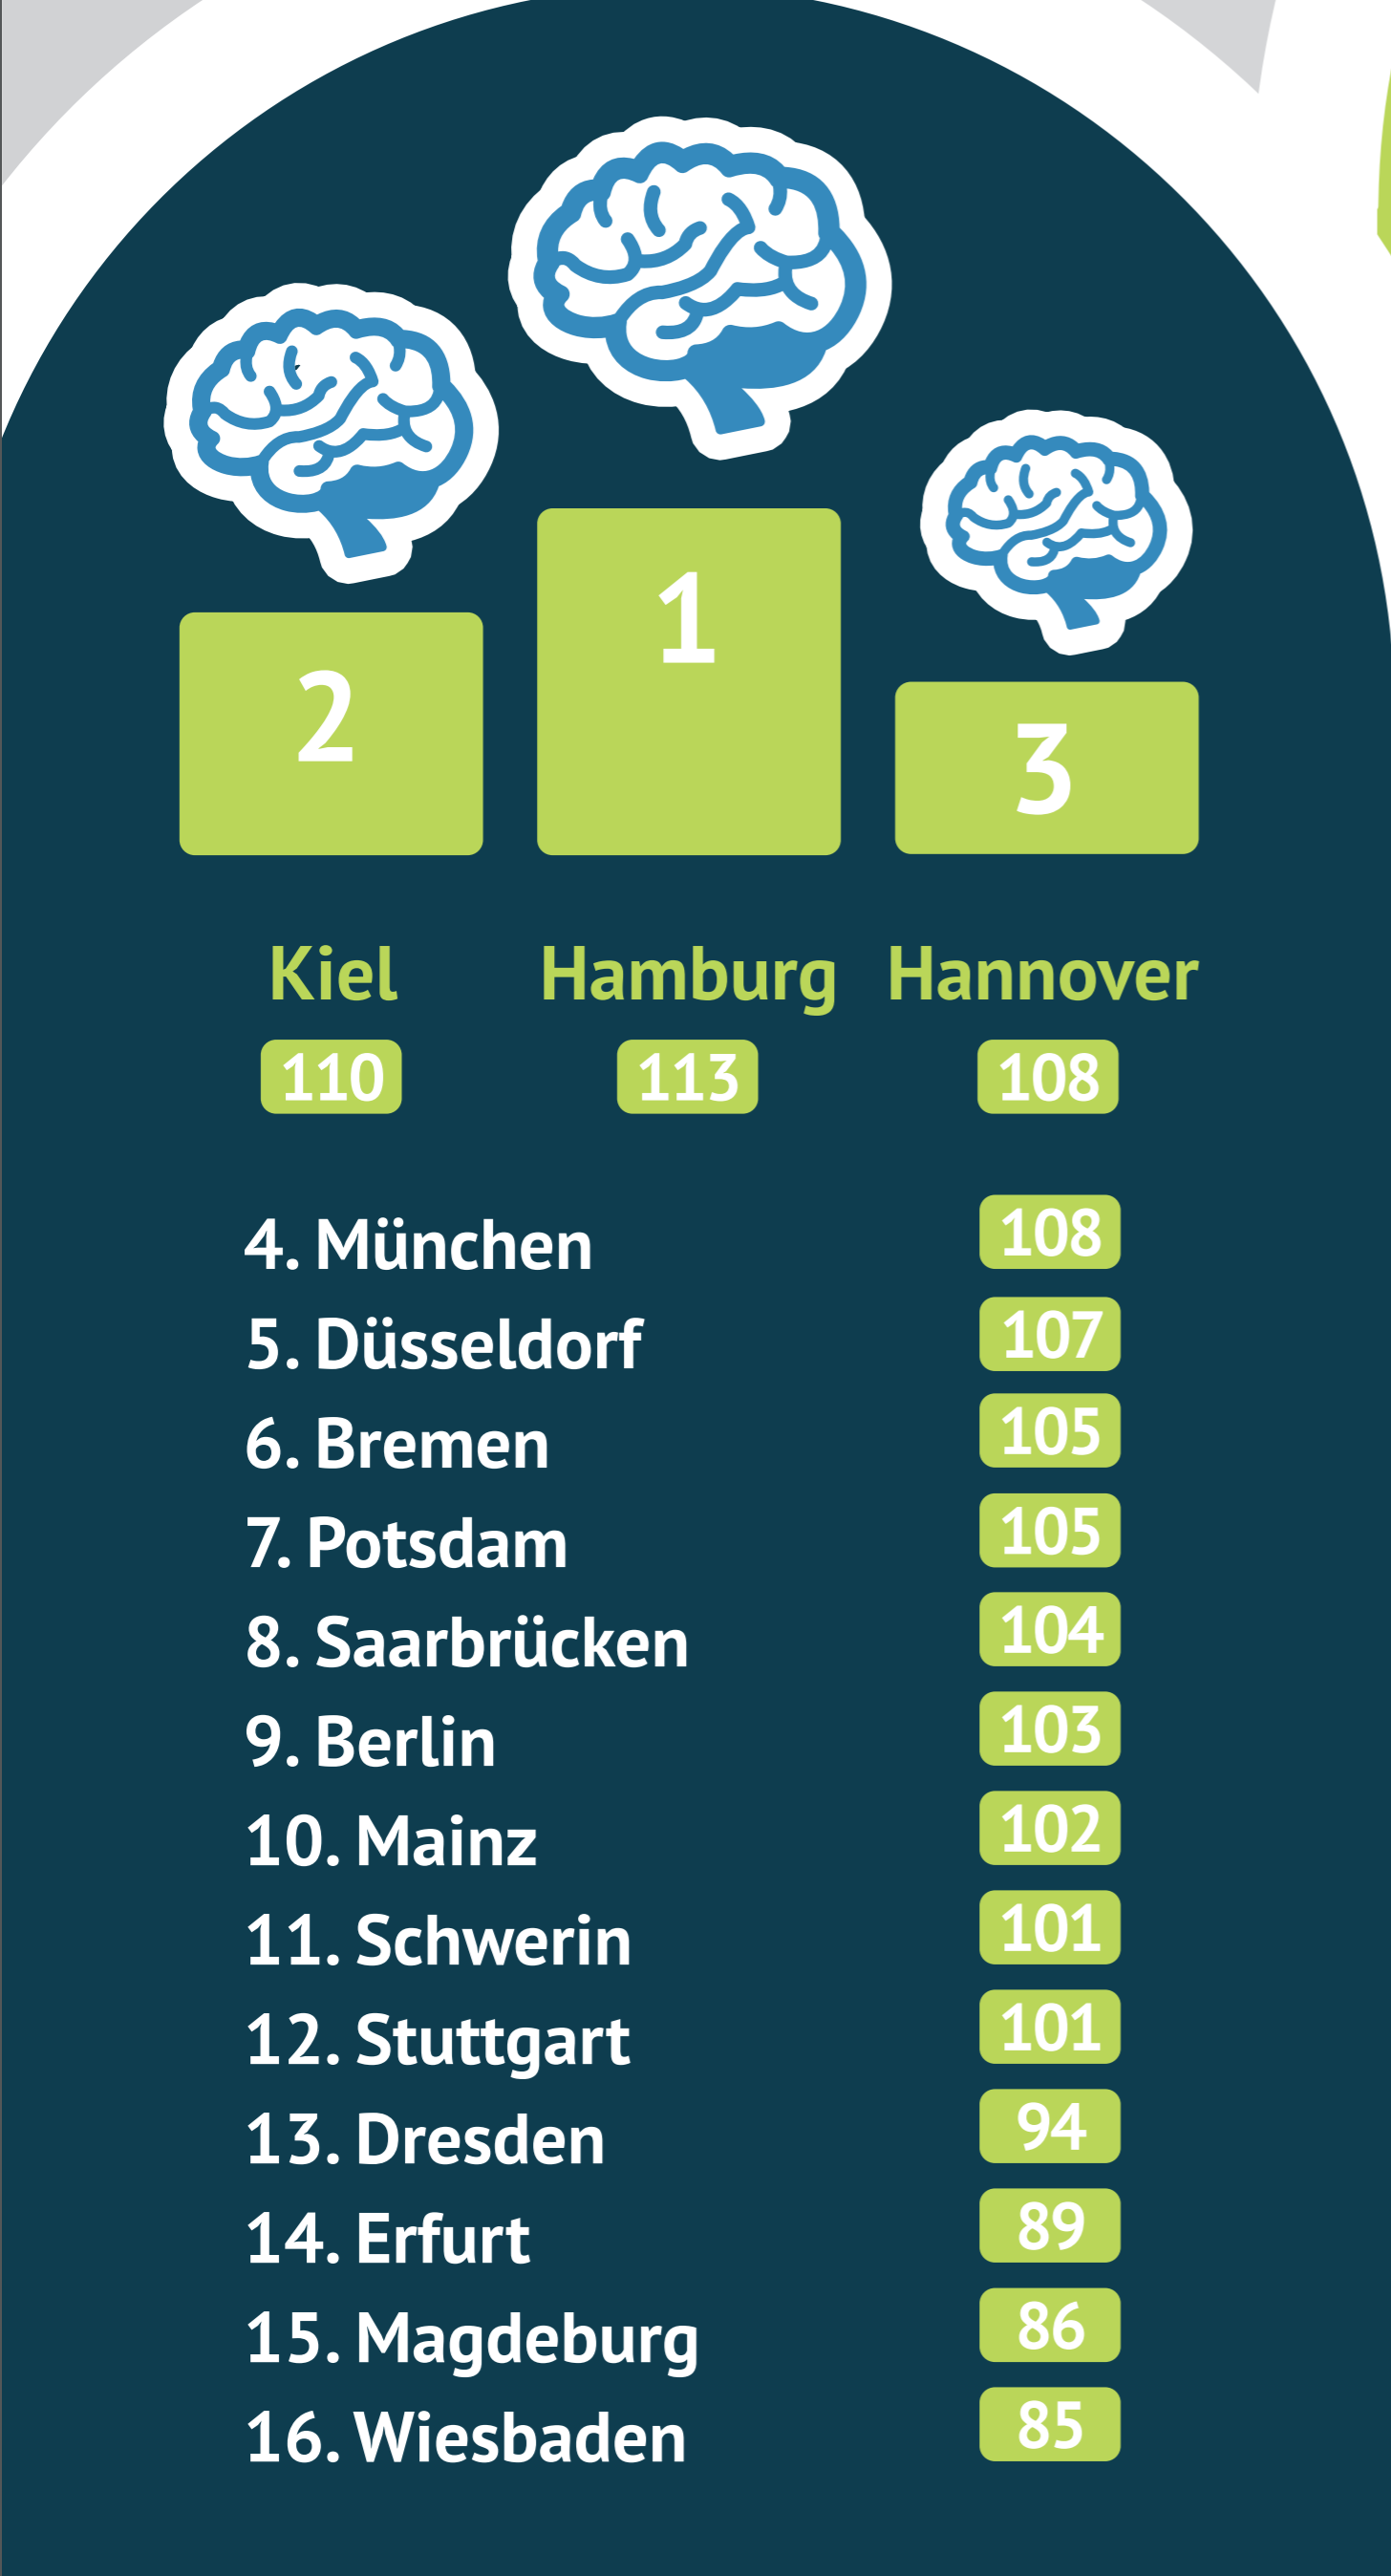 1
2
3
Kiel Hamburg Hannover
110 113 108
4. München 108
5. Düsseldorf 107
6. Bremen 105
7. Potsdam 105
8. Saarbrücken 104
9. Berlin 103
10. Mainz 102
11. Schwerin 101
12. Stuttgart 101
13. Dresden 94
14. Erfurt 89
15. Magdeburg 86
16. Wiesbaden 85